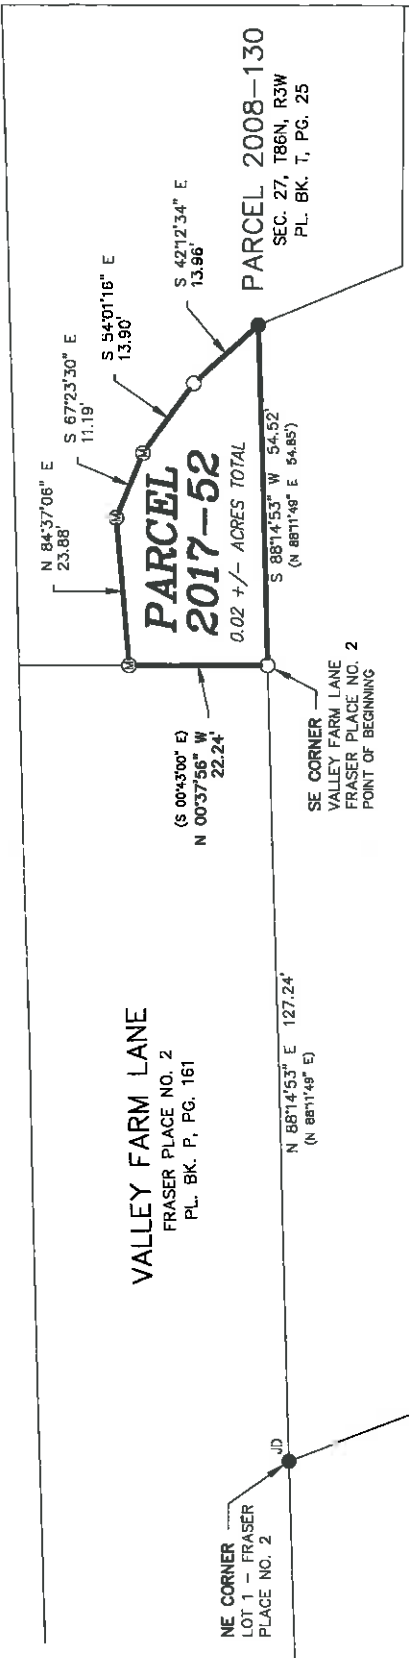 VALLEY FARM LANE
FRASER PLACE NO. 2
PL. BK. P, PG. 161
NE CORNER
LOT 1 - FRASER
PLACE NO. 2
JD
N 88°14'53" E 127.24'
(N 88°11'49" E)
(S 00°43'00" E)
N 00°37'56" W
22.24'
SE CORNER
VALLEY FARM LANE
FRASER PLACE NO. 2
POINT OF BEGINNING
N 84°37'06" E
23.88'
S 67°23'30" E
11.19'
S 54°01'16" E
13.90'
S 42°12'34" E
13.96'
M
M
M
PARCEL
2017-52
0.02 +/- ACRES TOTAL
S 88°14'53" W 54.52'
(N 88°11'49" E 54.85')
PARCEL 2008-130
SEC. 27, T86N, R3W
PL. BK. T, PG. 25